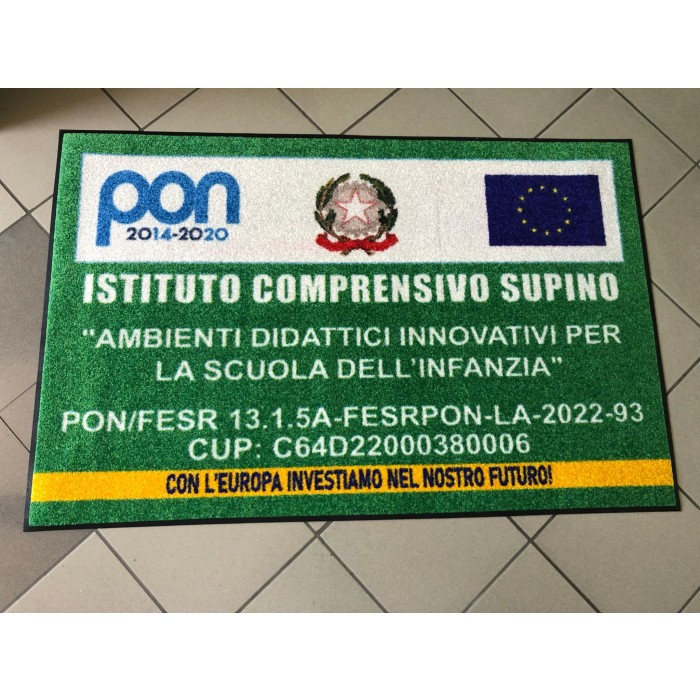 pon
2014-2020
ISTITUTO COMPRENSIVO SUPINO
"AMBIENTI DIDATTICI INNOVATIVI PER
LA SCUOLA DELL'INFANZIA"
PON/FESR 13.1.5A-FESRPON-LA-2022-93
CUP: C64D22000380006
CON L'EUROPA INVESTIAMO NEL NOSTRO FUTURO!